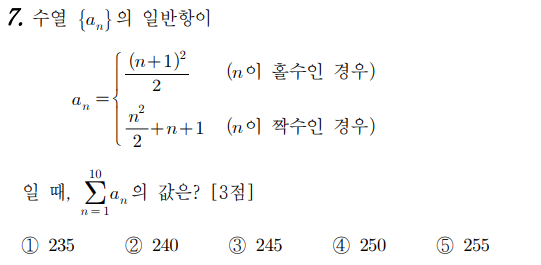 7. 수열 {aₙ}의 일반항이
aₙ = { (n+1)²/2 (n이 홀수인 경우)
n²/2 + n + 1 (n이 짝수인 경우)
일 때, ∑ₙ₌₁¹⁰ aₙ의 값은? [3점]
① 235 ② 240 ③ 245 ④ 250 ⑤ 255